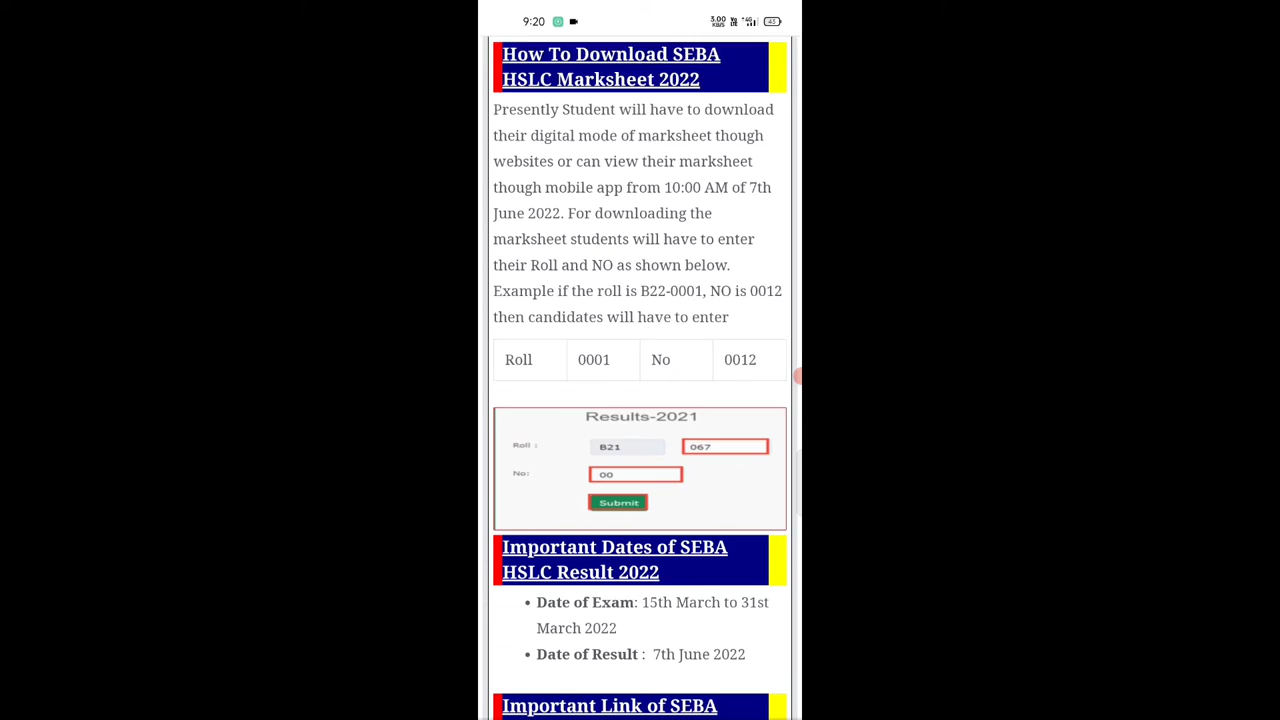 9:20 3.00 KB/S 4G 43
How To Download SEBA
HSLC Marksheet 2022
Presently Student will have to download
their digital mode of marksheet though
websites or can view their marksheet
though mobile app from 10:00 AM of 7th
June 2022. For downloading the
marksheet students will have to enter
their Roll and NO as shown below.
Example if the roll is B22-0001, NO is 0012
then candidates will have to enter
Roll 0001 No 0012
Results-2021
Roll : B21 067
No: 00
Submit
Important Dates of SEBA
HSLC Result 2022
• Date of Exam: 15th March to 31st
March 2022
• Date of Result : 7th June 2022
Important Link of SEBA